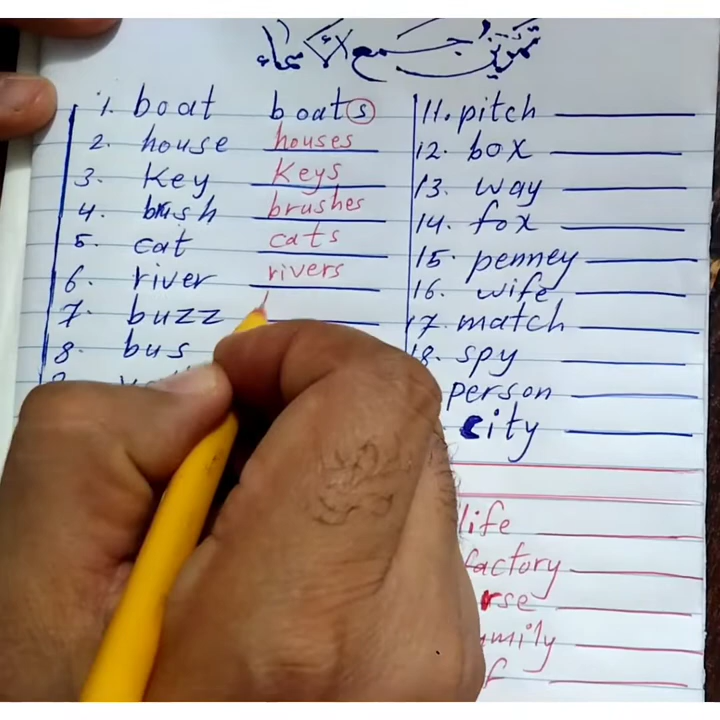 تمرين جمع الأسماء
1. boat boats
2. house houses
3. Key Keys
4. brush brushes
5. cat cats
6. river rivers
7. buzz
8. bus
11. pitch
12. box
13. way
14. fox
15. penney
16. wife
17. match
18. spy
person
city
life
factory